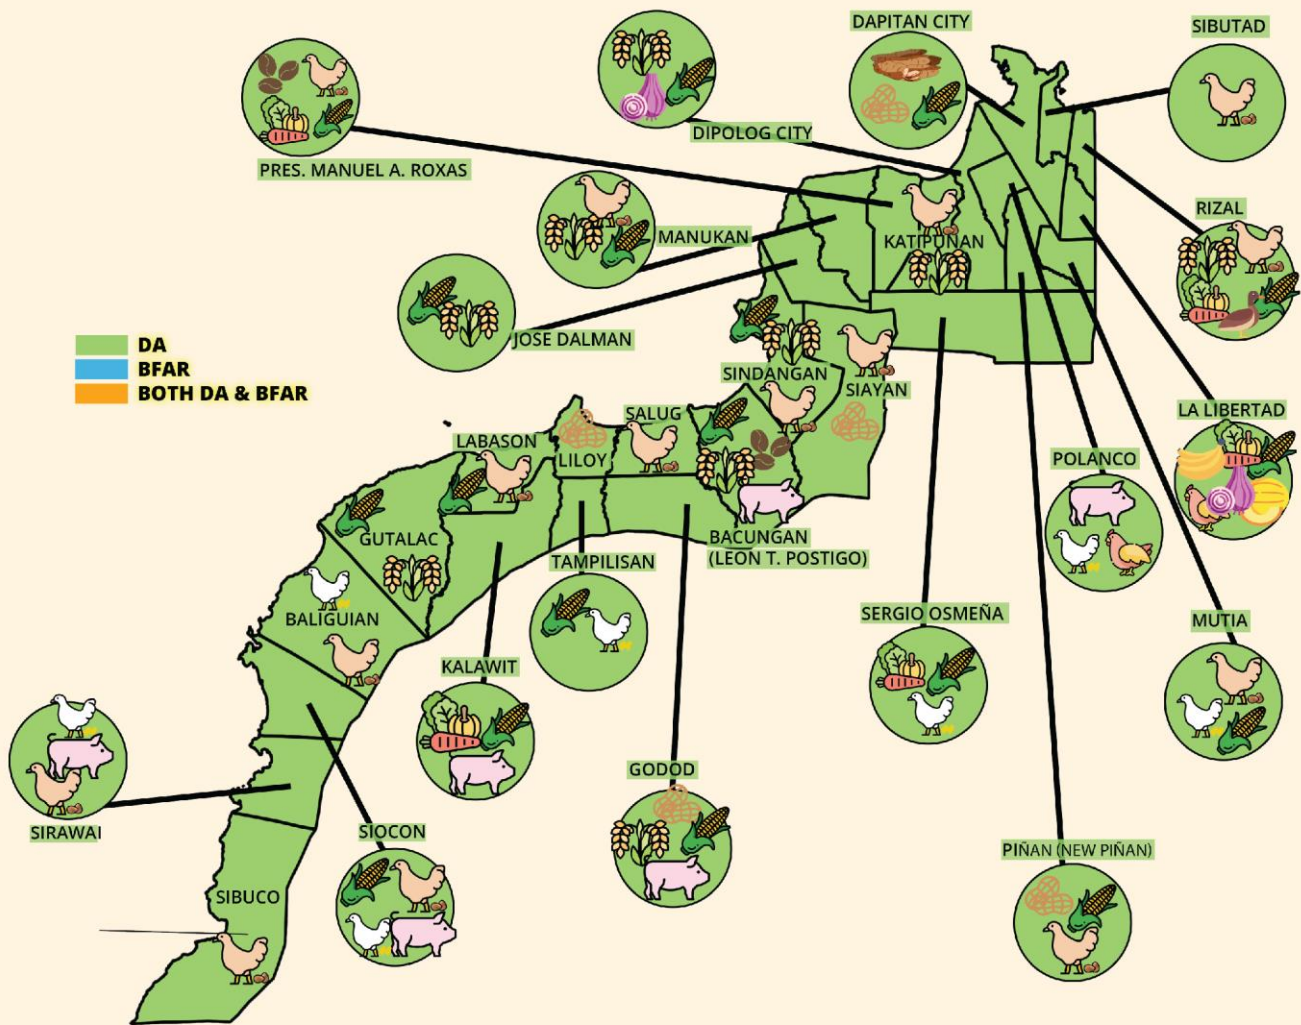 DAPITAN CITY
SIBUTAD
DIPOLOG CITY
PRES. MANUEL A. ROXAS
RIZAL
MANUKAN
KATIPUNAN
JOSE DALMAN
DA
BFAR
BOTH DA & BFAR
SINDANGAN
SIAYAN
LA LIBERTAD
SALUG
LABASON
LILOY
POLANCO
GUTALAC
BACUNGAN
(LEON T. POSTIGO)
TAMPILISAN
SERGIO OSMEÑA
MUTIA
BALIGUIAN
KALAWIT
GODOD
SIRAWAI
SIOCON
PIÑAN (NEW PIÑAN)
SIBUCO